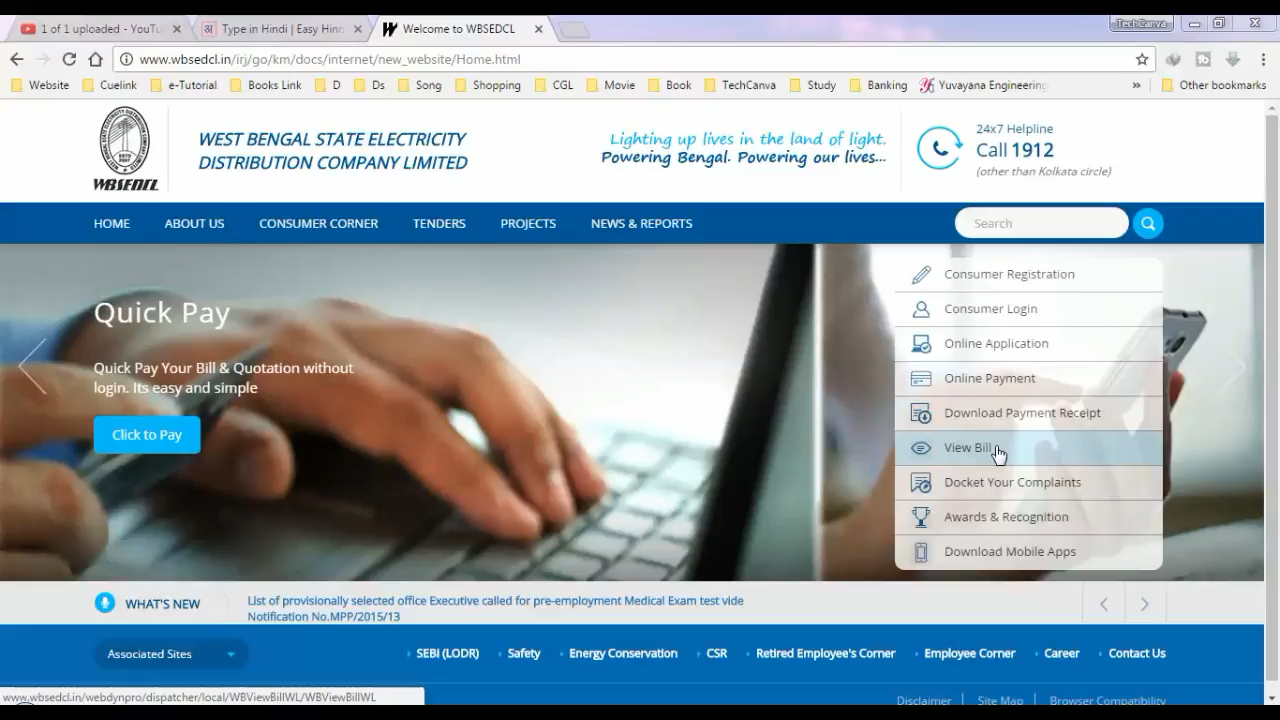 1 of 1 uploaded - YouTu
Type in Hindi | Easy Hind
Welcome to WBSEDCL
TechCanva
www.wbsedcl.in/irj/go/km/docs/internet/new_website/Home.html
Website
Cuelink
e-Tutorial
Books Link
D
Ds
Song
Shopping
CGL
Movie
Book
TechCanva
Study
Banking
Yuvayana Engineering
»
Other bookmarks
WBSEDCL
WEST BENGAL STATE ELECTRICITY
DISTRIBUTION COMPANY LIMITED
Lighting up lives in the land of light.
Powering Bengal. Powering our lives...
24x7 Helpline
Call 1912
(other than Kolkata circle)
HOME
ABOUT US
CONSUMER CORNER
TENDERS
PROJECTS
NEWS & REPORTS
Search
Quick Pay
Quick Pay Your Bill & Quotation without
login. Its easy and simple
Click to Pay
Consumer Registration
Consumer Login
Online Application
Online Payment
Download Payment Receipt
View Bill
Docket Your Complaints
Awards & Recognition
Download Mobile Apps
WHAT'S NEW
List of provisionally selected office Executive called for pre-employment Medical Exam test vide
Notification No.MPP/2015/13
Associated Sites
SEBI (LODR)
Safety
Energy Conservation
CSR
Retired Employee's Corner
Employee Corner
Career
Contact Us
www.wbsedcl.in/webdynpro/dispatcher/local/WBViewBillWL/WBViewBillWL
Disclaimer
Site Map
Browser Compatibility